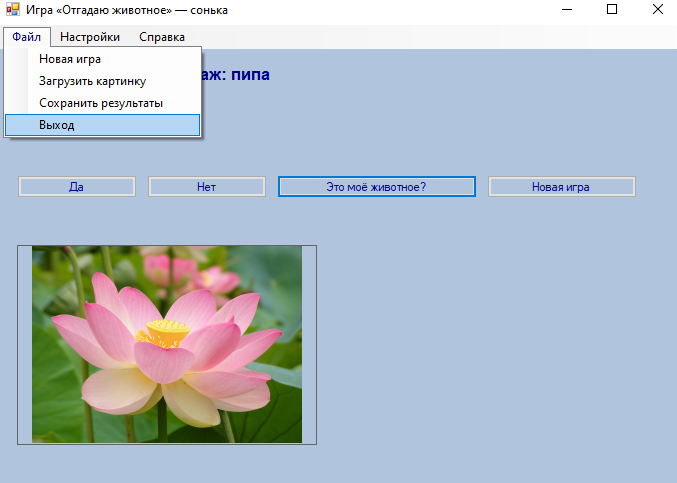 Игра «Отгадаю животное» — сонька
Файл Настройки Справка
Новая игра
Загрузить картинку
Сохранить результаты
Выход
аж: пипа
Да Нет Это моё животное? Новая игра